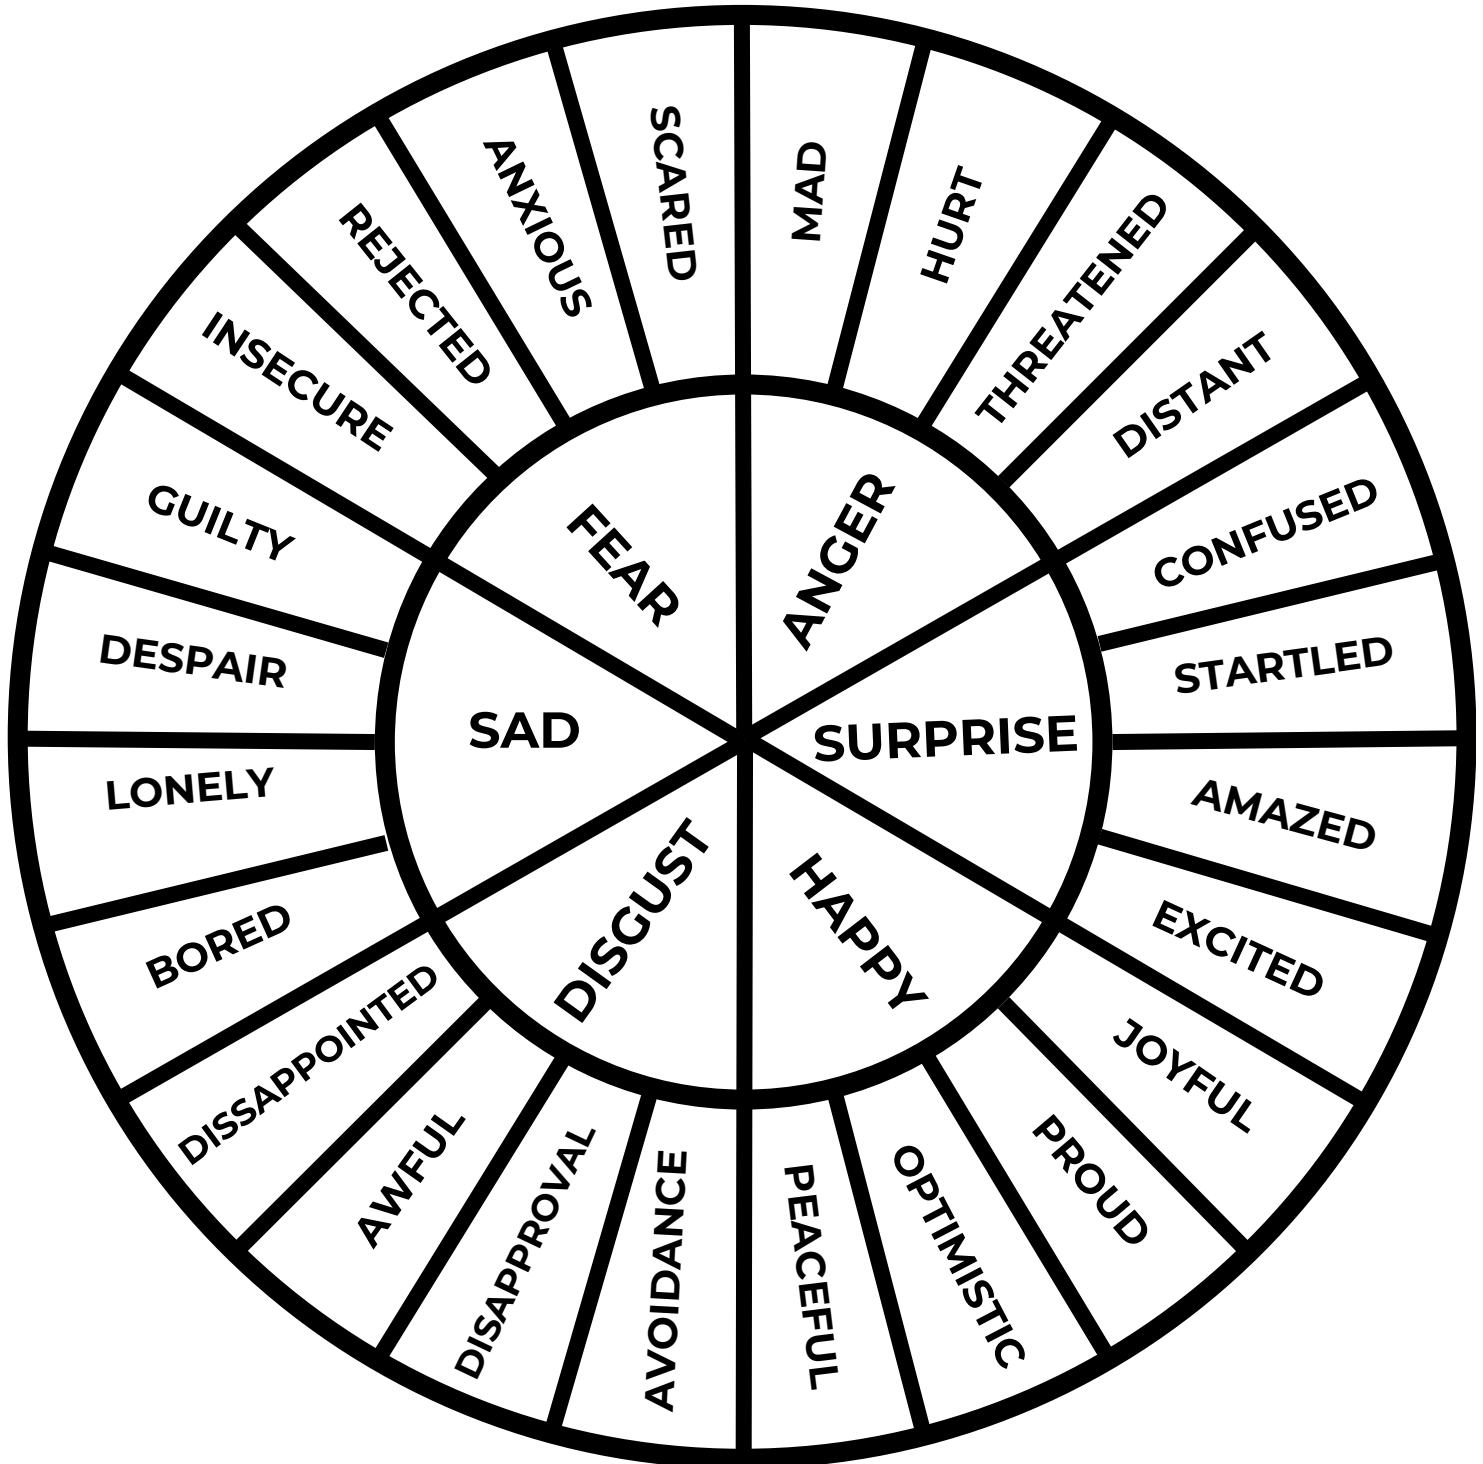 MAD
HURT
THREATENED
DISTANT
CONFUSED
STARTLED
AMAZED
EXCITED
JOYFUL
PROUD
OPTIMISTIC
PEACEFUL
AVOIDANCE
DISAPPROVAL
AWFUL
DISSAPPOINTED
BORED
LONELY
DESPAIR
GUILTY
INSECURE
REJECTED
ANXIOUS
SCARED
ANGER
SURPRISE
HAPPY
DISGUST
SAD
FEAR